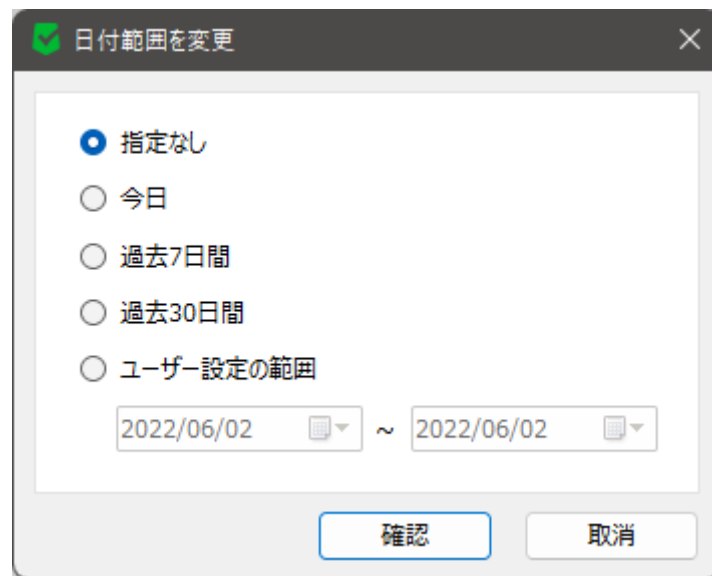 日付範囲を変更
指定なし
今日
過去7日間
過去30日間
ユーザー設定の範囲
2022/06/02 ~ 2022/06/02
確認 取消